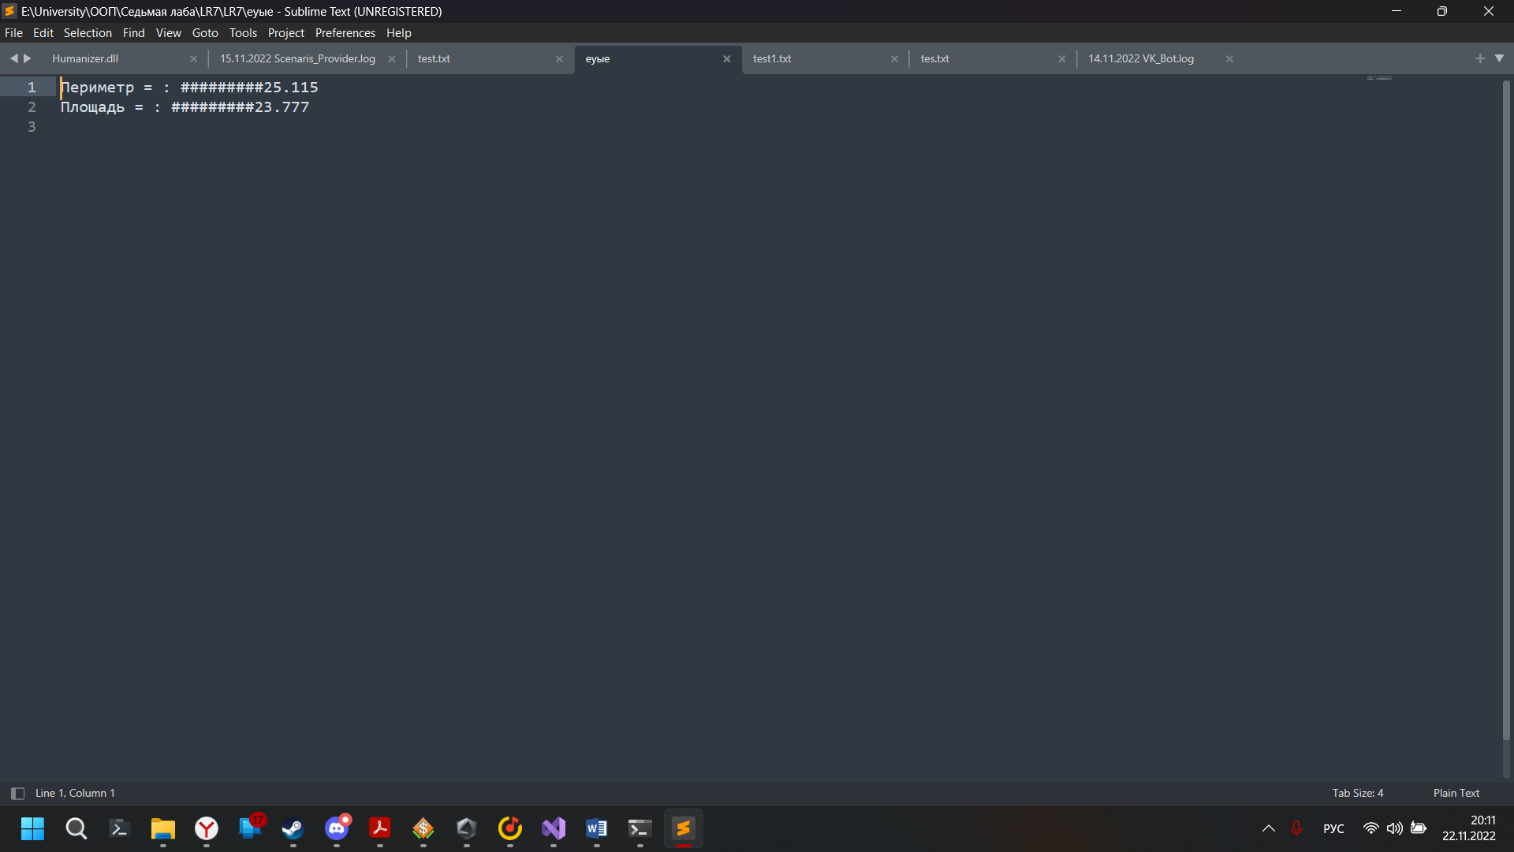 E:\University\ООП\Седьмая лаба\LR7\LR7\еуые - Sublime Text (UNREGISTERED)
File Edit Selection Find View Goto Tools Project Preferences Help
Humanizer.dll 15.11.2022 Scenaris_Provider.log test.txt еуые test1.txt tes.txt 14.11.2022 VK_Bot.log
1 Периметр = : #########25.115
2 Площадь = : #########23.777
3
Line 1, Column 1 Tab Size: 4 Plain Text
17
РУС
20:11
22.11.2022